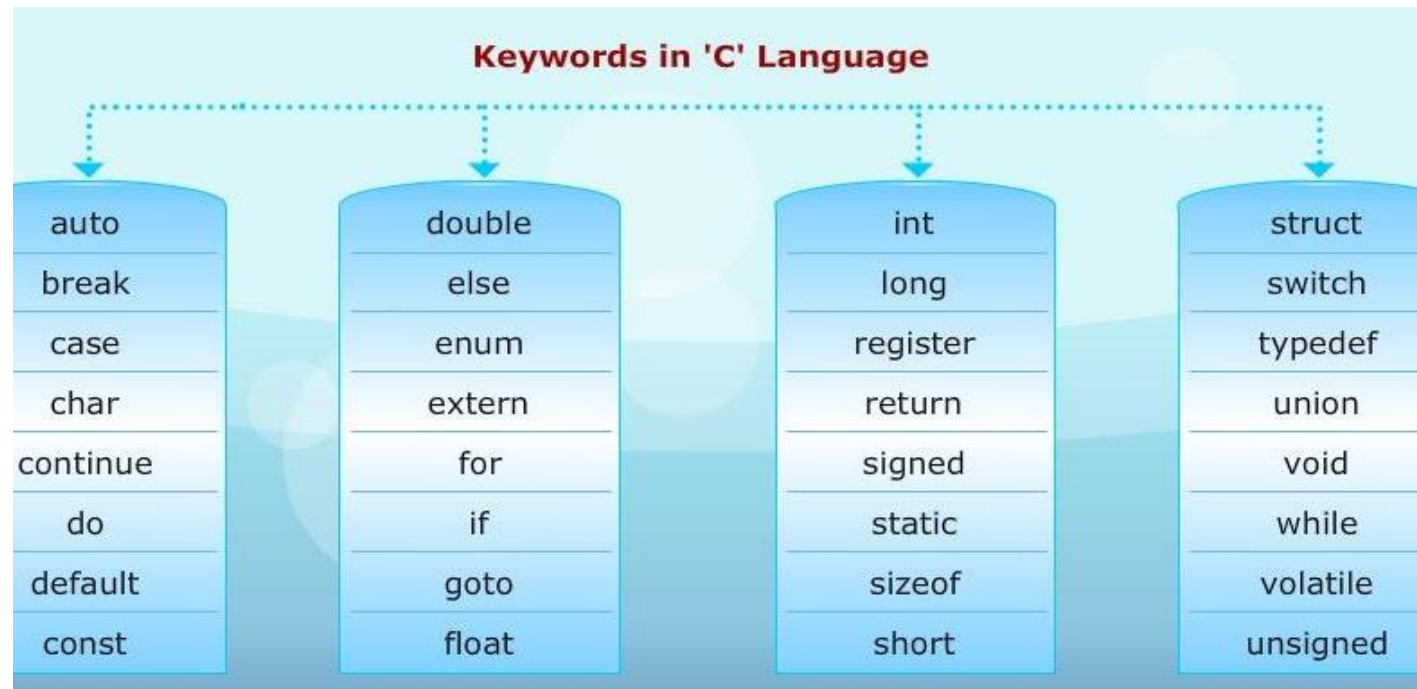 Keywords in 'C' Language
auto
break
case
char
continue
do
default
const
double
else
enum
extern
for
if
goto
float
int
long
register
return
signed
static
sizeof
short
struct
switch
typedef
union
void
while
volatile
unsigned